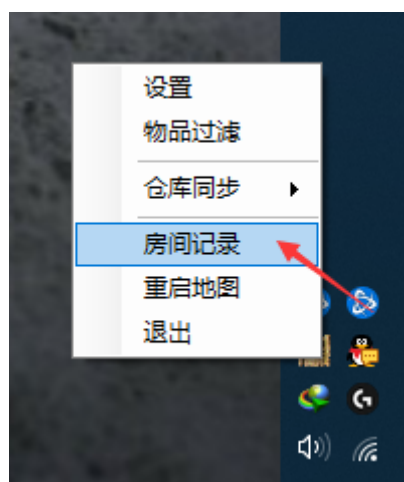 设置
物品过滤
仓库同步
房间记录
重启地图
退出